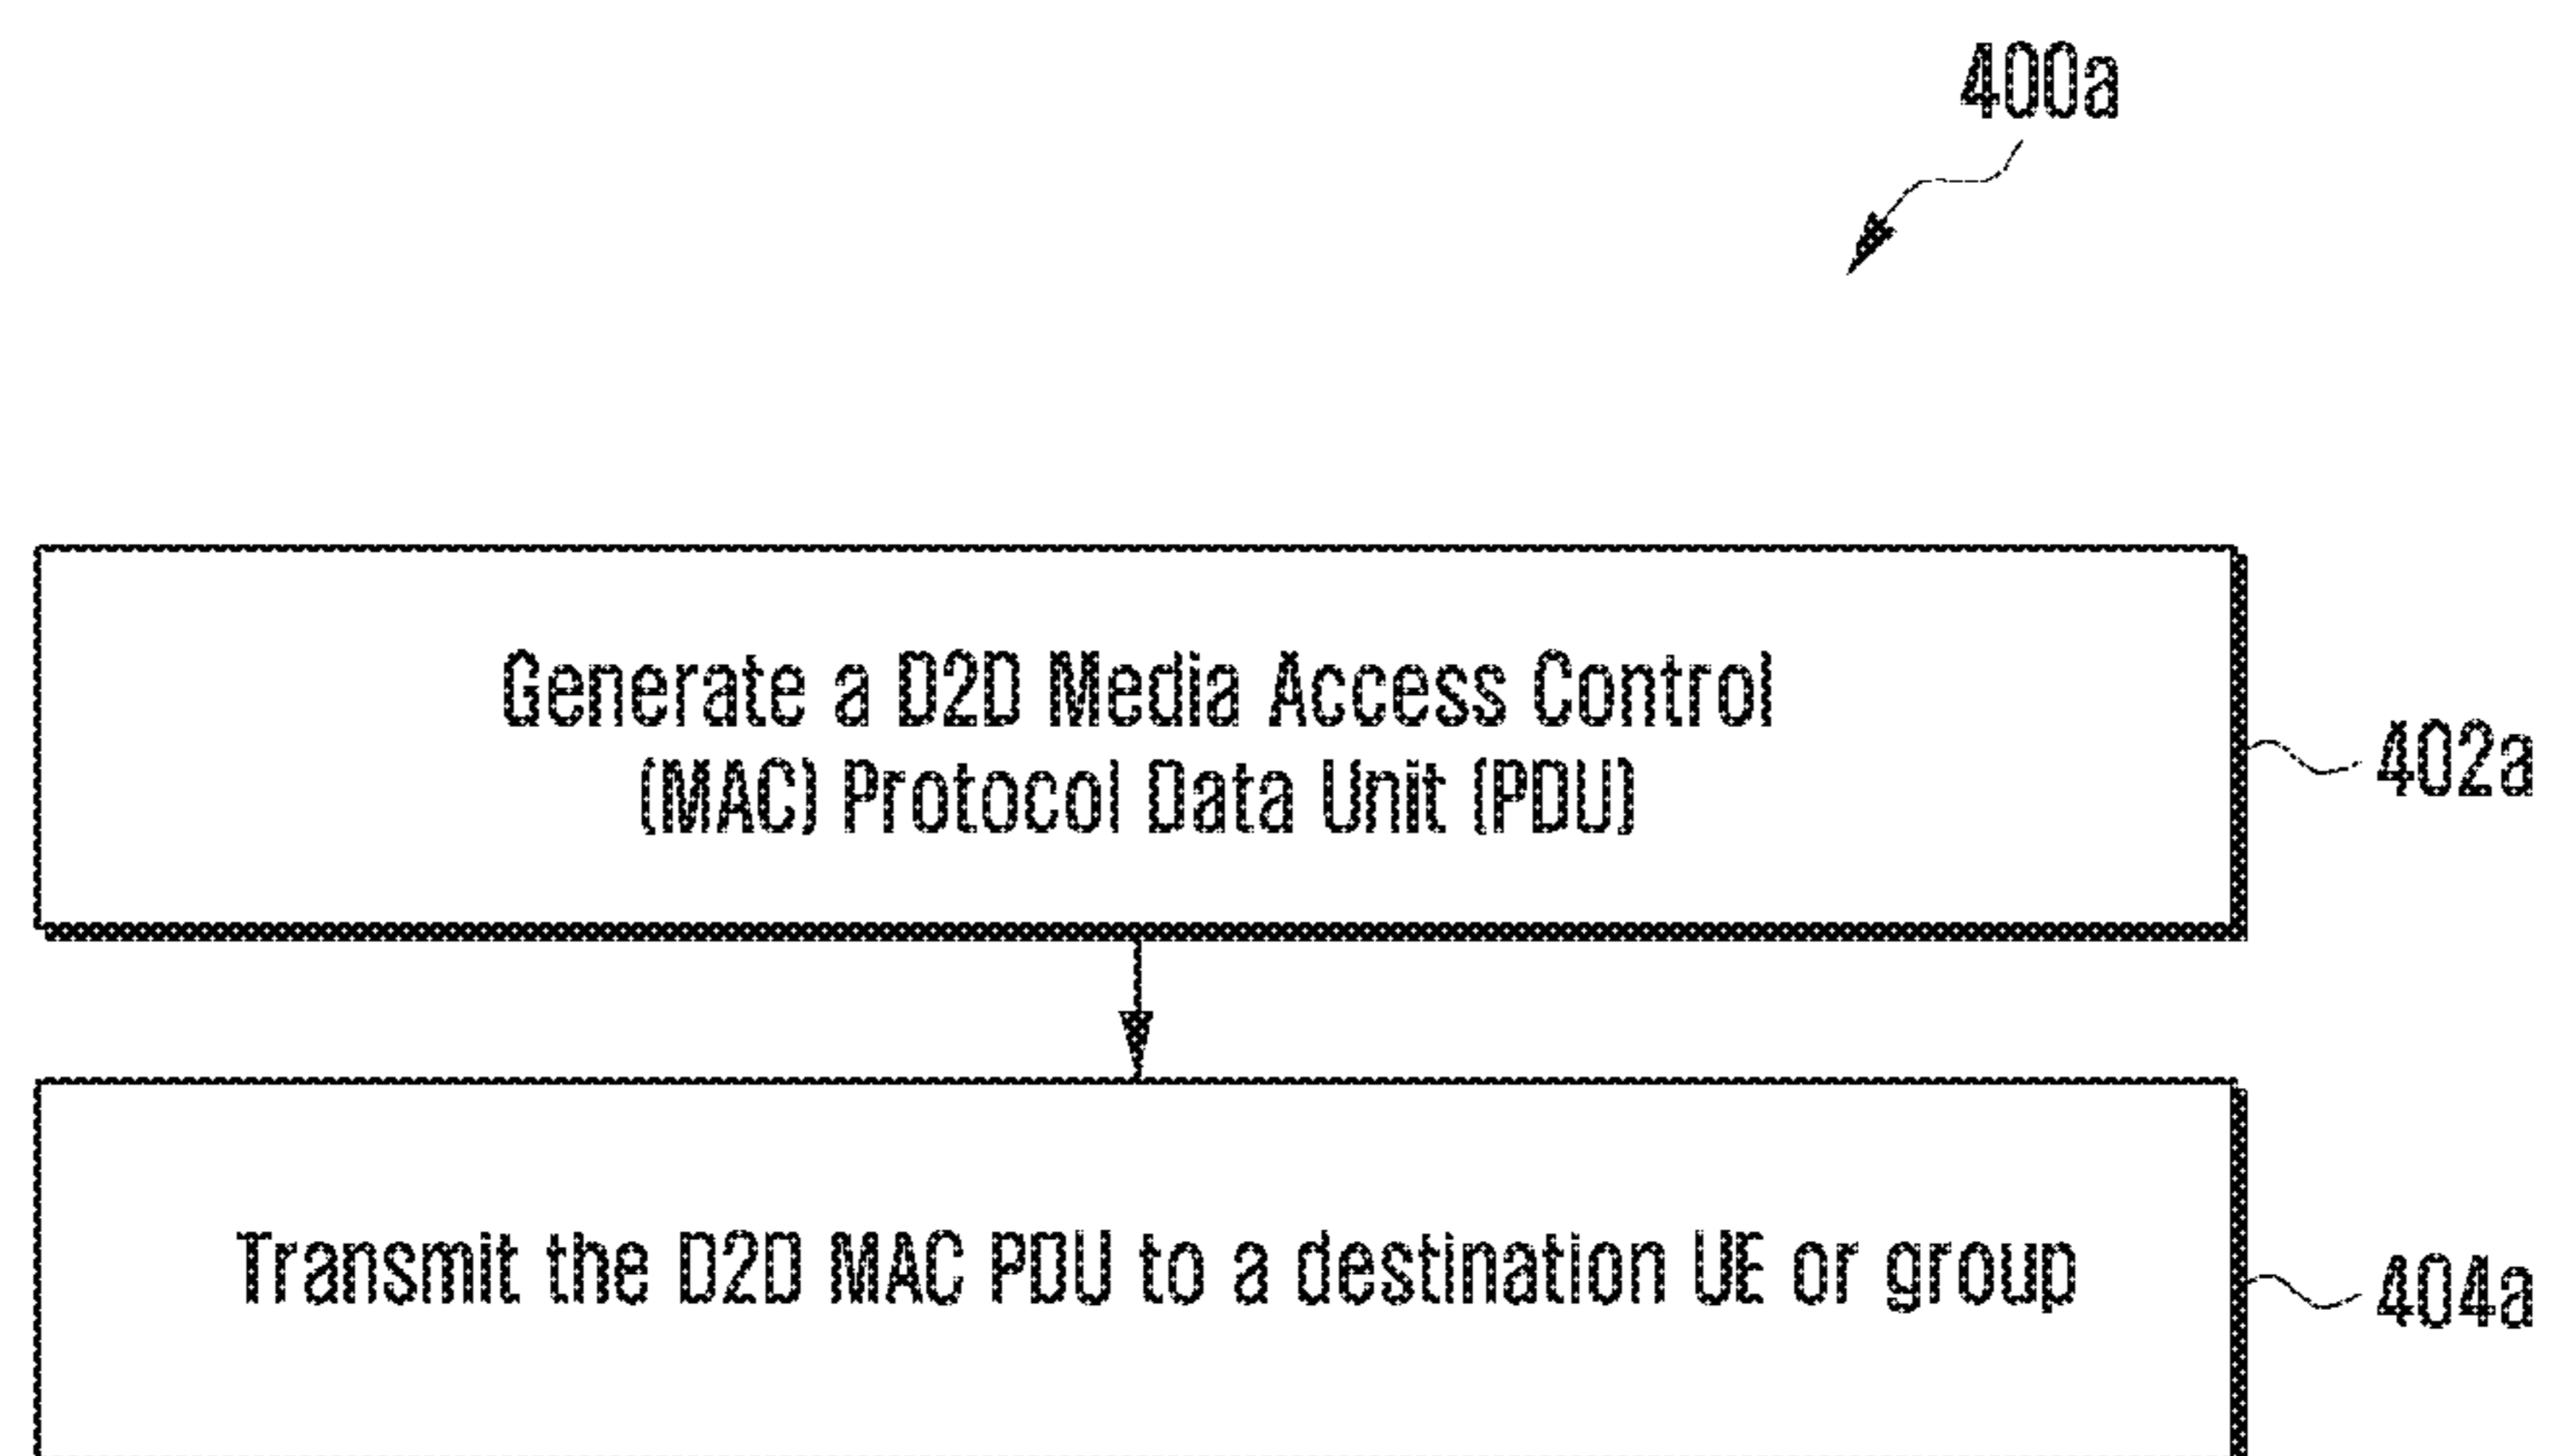 400a
Generate a D2D Media Access Control
(MAC) Protocol Data Unit (PDU)
402a
Transmit the D2D MAC PDU to a destination UE or group
404a